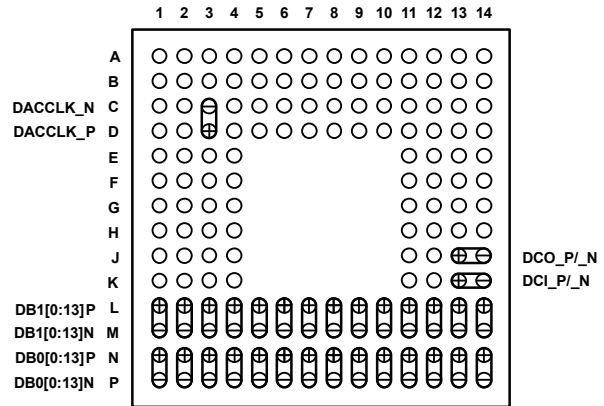 1 2 3 4 5 6 7 8 9 10 11 12 13 14
A
B
DACCLK_N C
DACCLK_P D
E
F
G
H
J DCO_P/_N
K DCI_P/_N
DB1[0:13]P L
DB1[0:13]N M
DB0[0:13]P N
DB0[0:13]N P